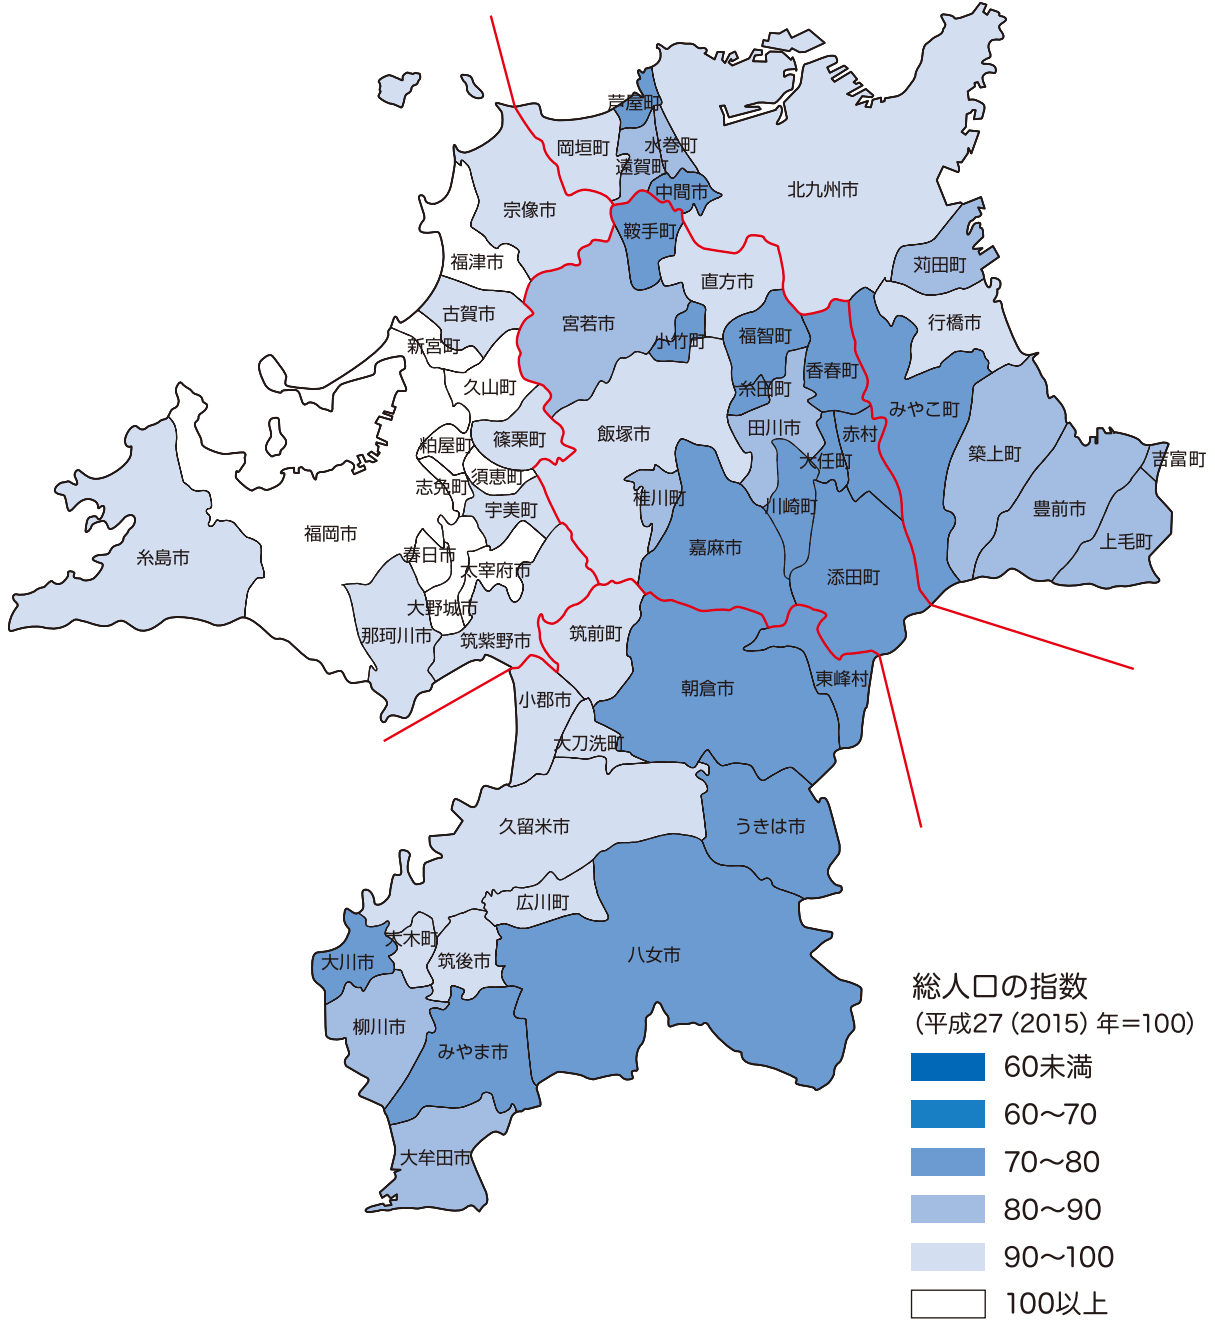 芦屋町
岡垣町
水巻町
遠賀町
中間市
北九州市
宗像市
鞍手町
福津市
苅田町
直方市
古賀市
宮若市
行橋市
小竹町
福智町
新宮町
香春町
久山町
糸田町
みやこ町
飯塚市
田川市
赤村
粕屋町
篠栗町
築上町
吉富町
大任町
須恵町
志免町
桂川町
川崎町
宇美町
豊前市
福岡市
上毛町
嘉麻市
糸島市
春日市
太宰府市
添田町
大野城市
那珂川市
筑紫野市
筑前町
東峰村
朝倉市
小郡市
大刀洗町
久留米市
うきは市
広川町
大木町
大川市
筑後市
八女市
柳川市
みやま市
大牟田市
総人口の指数
（平成27（2015）年＝100）
60未満
60～70
70～80
80～90
90～100
100以上